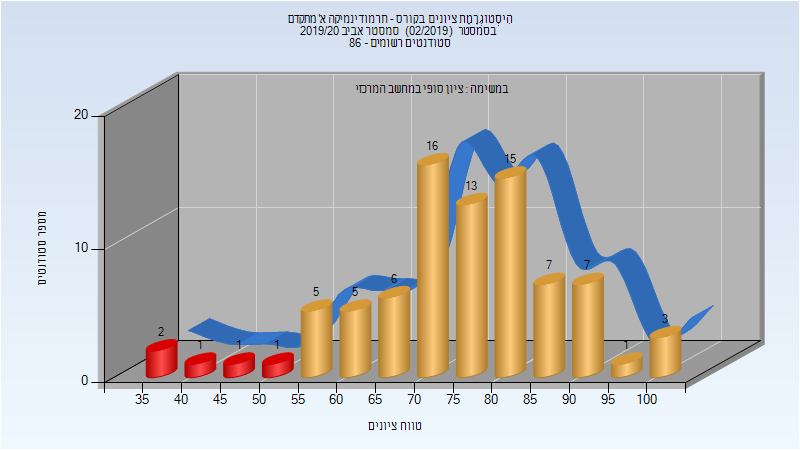 היסטוגרמת ציונים בקורס - תרמודינמיקה א' מתקדם
בסמסטר (02/2019) סמסטר אביב 2019/20
סטודנטים רשומים - 86
במשימה : ציון סופי במחשב המרכזי
מספר סטודנטים
20
10
0
2
1
1
1
5
5
6
16
13
15
7
7
1
3
35 40 45 50 55 60 65 70 75 80 85 90 95 100
טווח ציונים